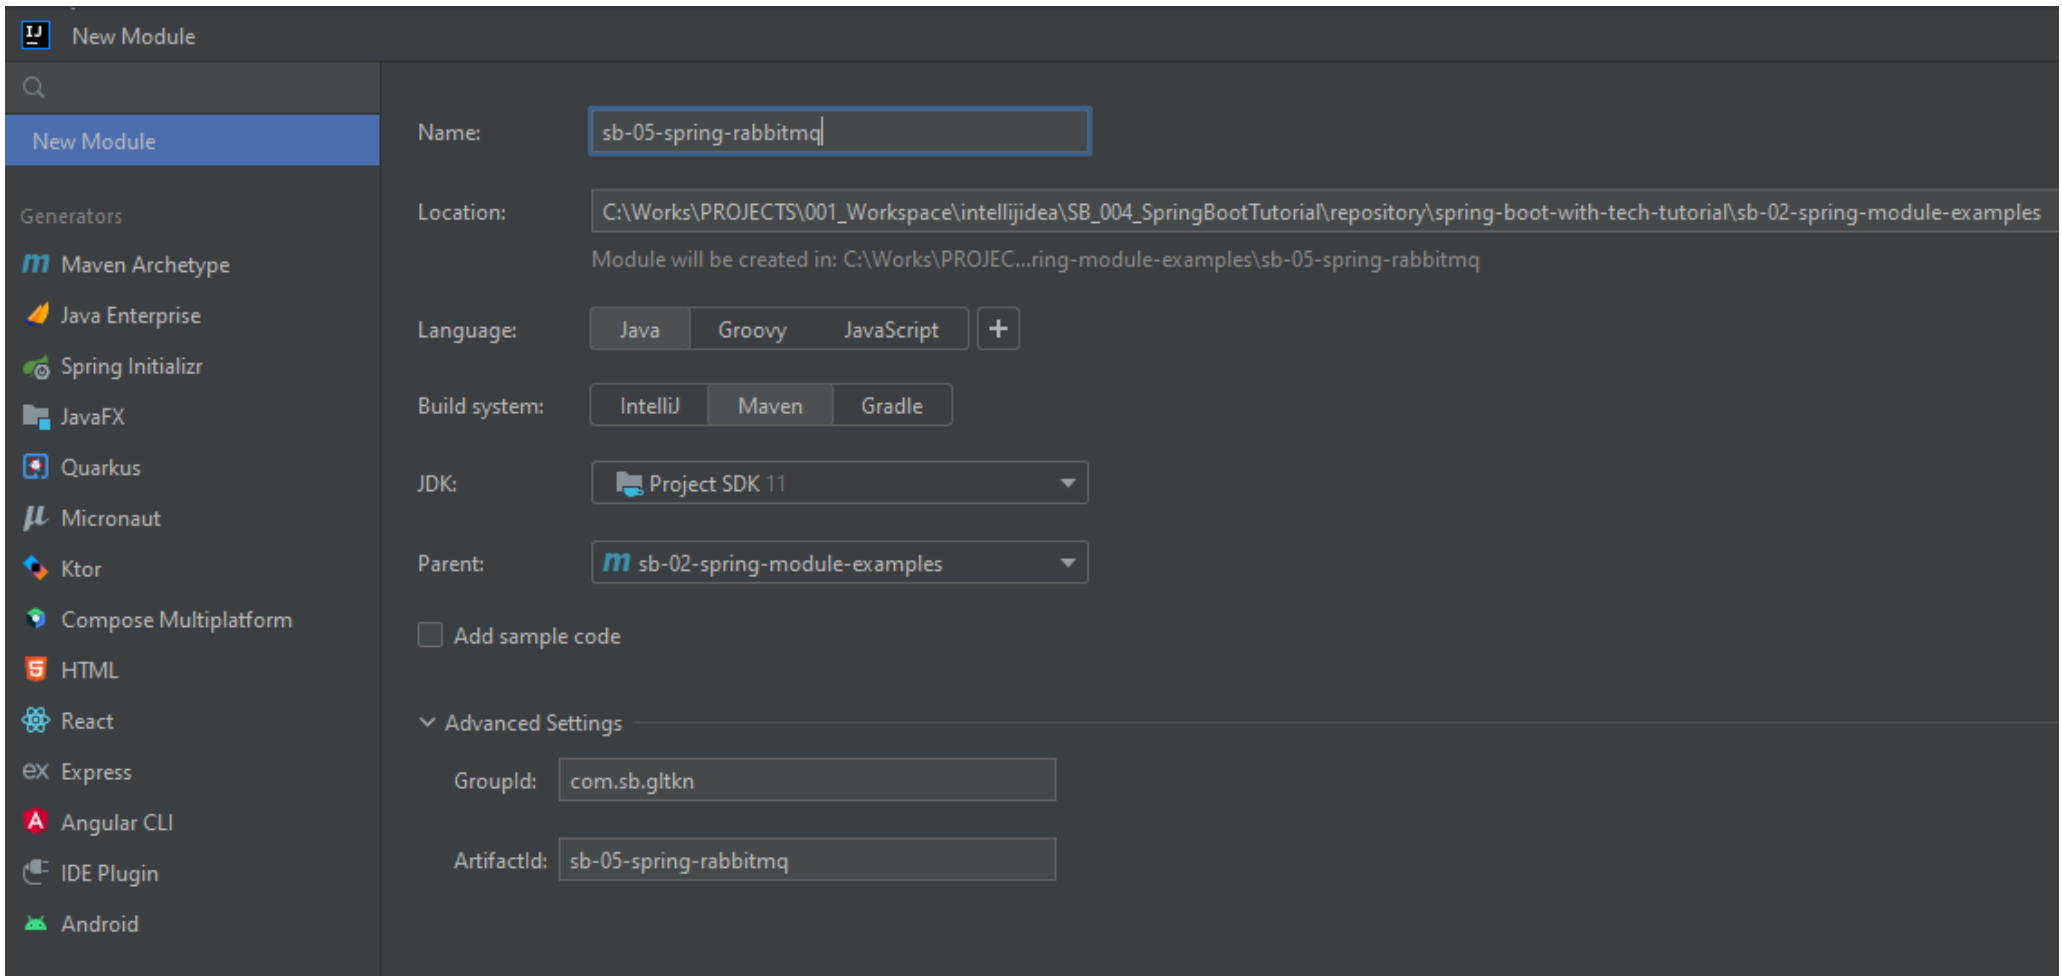 New Module
New Module
Generators
Maven Archetype
Java Enterprise
Spring Initializr
JavaFX
Quarkus
Micronaut
Ktor
Compose Multiplatform
HTML
React
Express
Angular CLI
IDE Plugin
Android
Name: sb-05-spring-rabbitmq
Location: C:\Works\PROJECTS\001_Workspace\intellijidea\SB_004_SpringBootTutorial\repository\spring-boot-with-tech-tutorial\sb-02-spring-module-examples
Module will be created in: C:\Works\PROJEC...ring-module-examples\sb-05-spring-rabbitmq
Language: Java Groovy JavaScript +
Build system: IntelliJ Maven Gradle
JDK: Project SDK 11
Parent: sb-02-spring-module-examples
Add sample code
Advanced Settings
GroupId: com.sb.gltkn
ArtifactId: sb-05-spring-rabbitmq